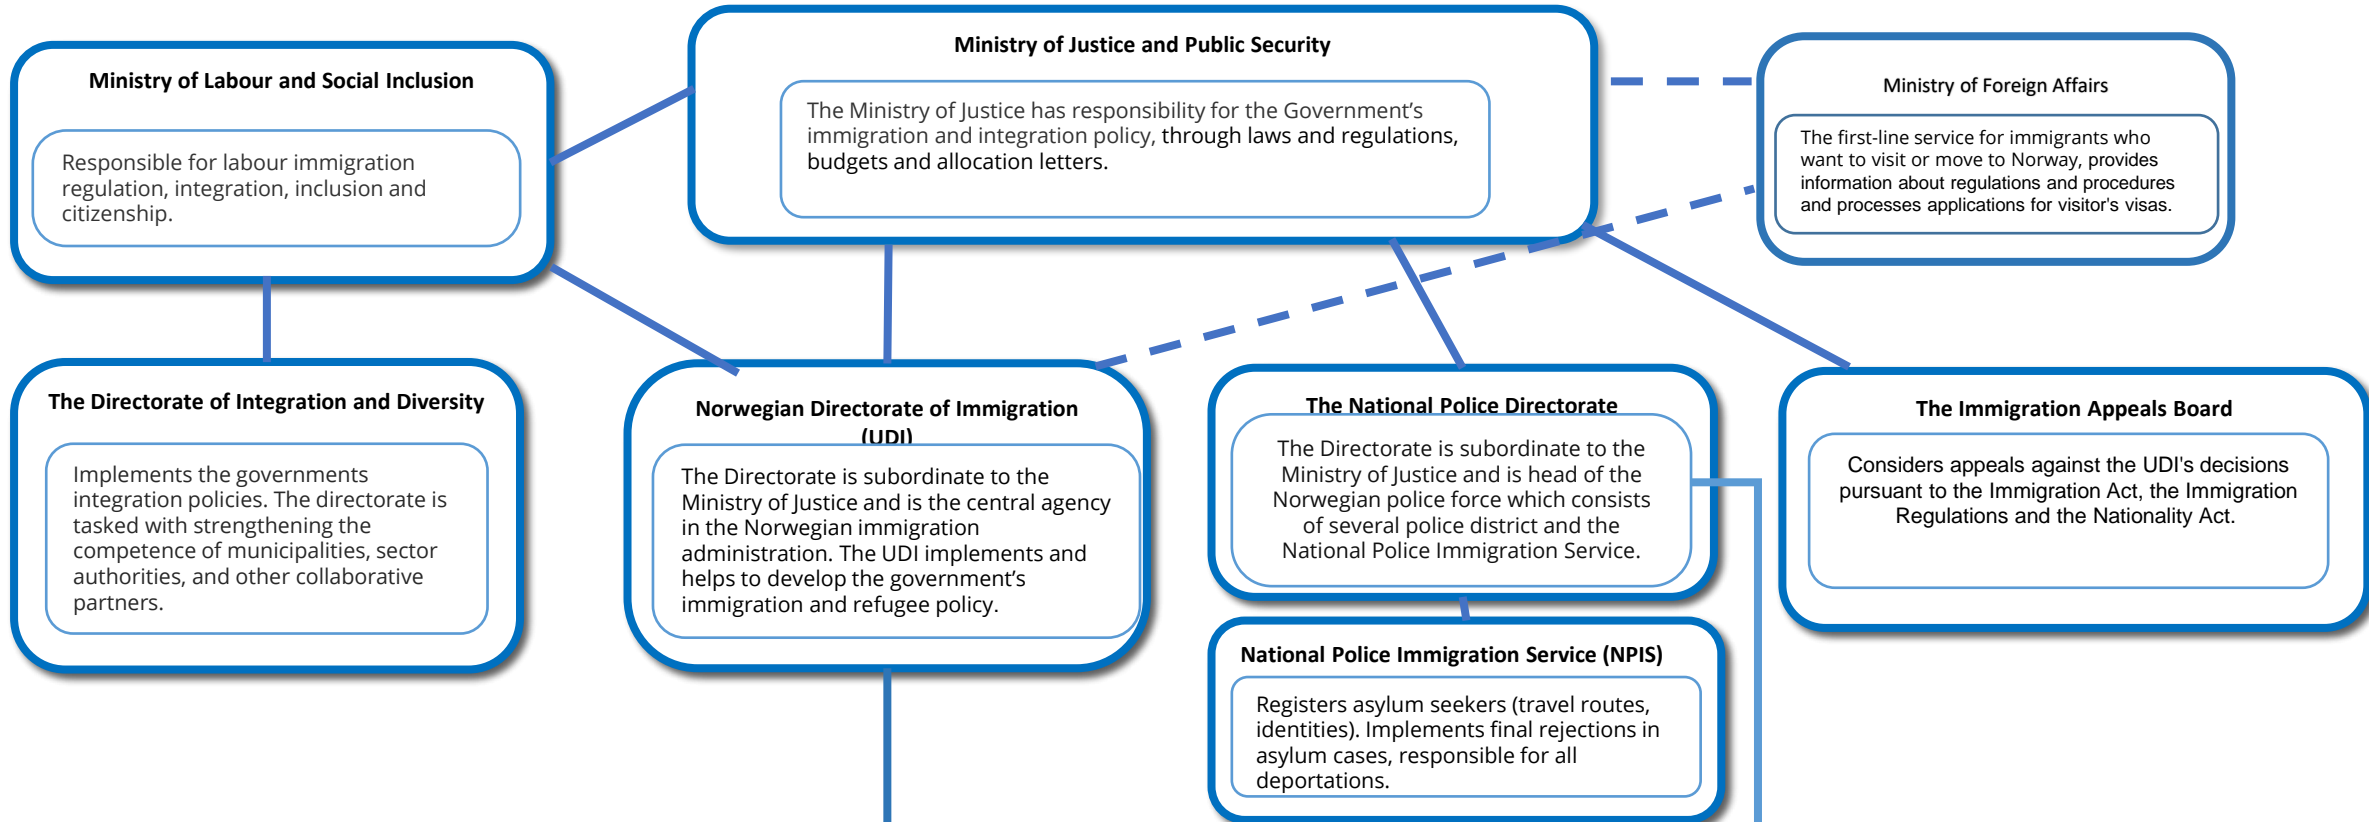 Ministry of Justice and Public Security
The Ministry of Justice has responsibility for the Government’s
immigration and integration policy, through laws and regulations,
budgets and allocation letters.
Ministry of Labour and Social Inclusion
Responsible for labour immigration
regulation, integration, inclusion and
citizenship.
Ministry of Foreign Affairs
The first-line service for immigrants who
want to visit or move to Norway, provides
information about regulations and procedures
and processes applications for visitor's visas.
The Directorate of Integration and Diversity
Implements the governments
integration policies. The directorate is
tasked with strengthening the
competence of municipalities, sector
authorities, and other collaborative
partners.
Norwegian Directorate of Immigration
(UDI)
The Directorate is subordinate to the
Ministry of Justice and is the central agency
in the Norwegian immigration
administration. The UDI implements and
helps to develop the government’s
immigration and refugee policy.
The National Police Directorate
The Directorate is subordinate to the
Ministry of Justice and is head of the
Norwegian police force which consists
of several police district and the
National Police Immigration Service.
The Immigration Appeals Board
Considers appeals against the UDI's decisions
pursuant to the Immigration Act, the Immigration
Regulations and the Nationality Act.
National Police Immigration Service (NPIS)
Registers asylum seekers (travel routes,
identities). Implements final rejections in
asylum cases, responsible for all
deportations.